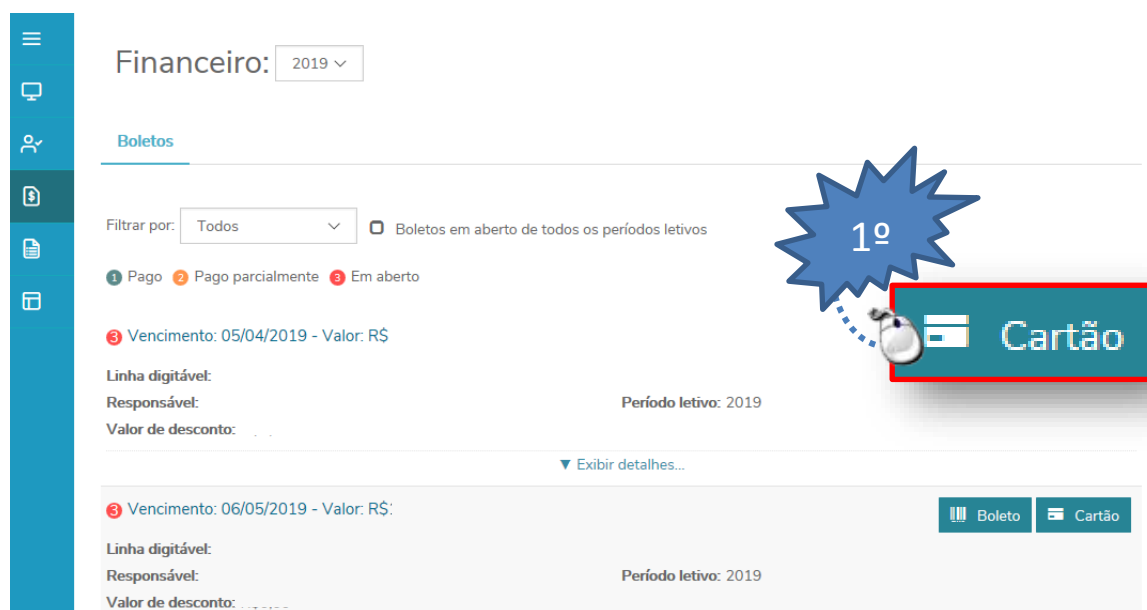 Financeiro: 2019
Boletos
Filtrar por: Todos Boletos em aberto de todos os períodos letivos
1º
1 Pago 2 Pago parcialmente 3 Em aberto
Cartão
3 Vencimento: 05/04/2019 - Valor: R$
Linha digitável:
Responsável: Período letivo: 2019
Valor de desconto:
▼ Exibir detalhes...
3 Vencimento: 06/05/2019 - Valor: R$
Boleto Cartão
Linha digitável:
Responsável: Período letivo: 2019
Valor de desconto: